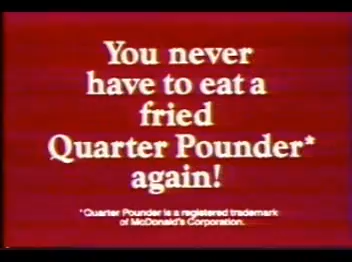 You never
have to eat a
fried
Quarter Pounder*
again!
*Quarter Pounder is a registered trademark
of McDonald's Corporation.